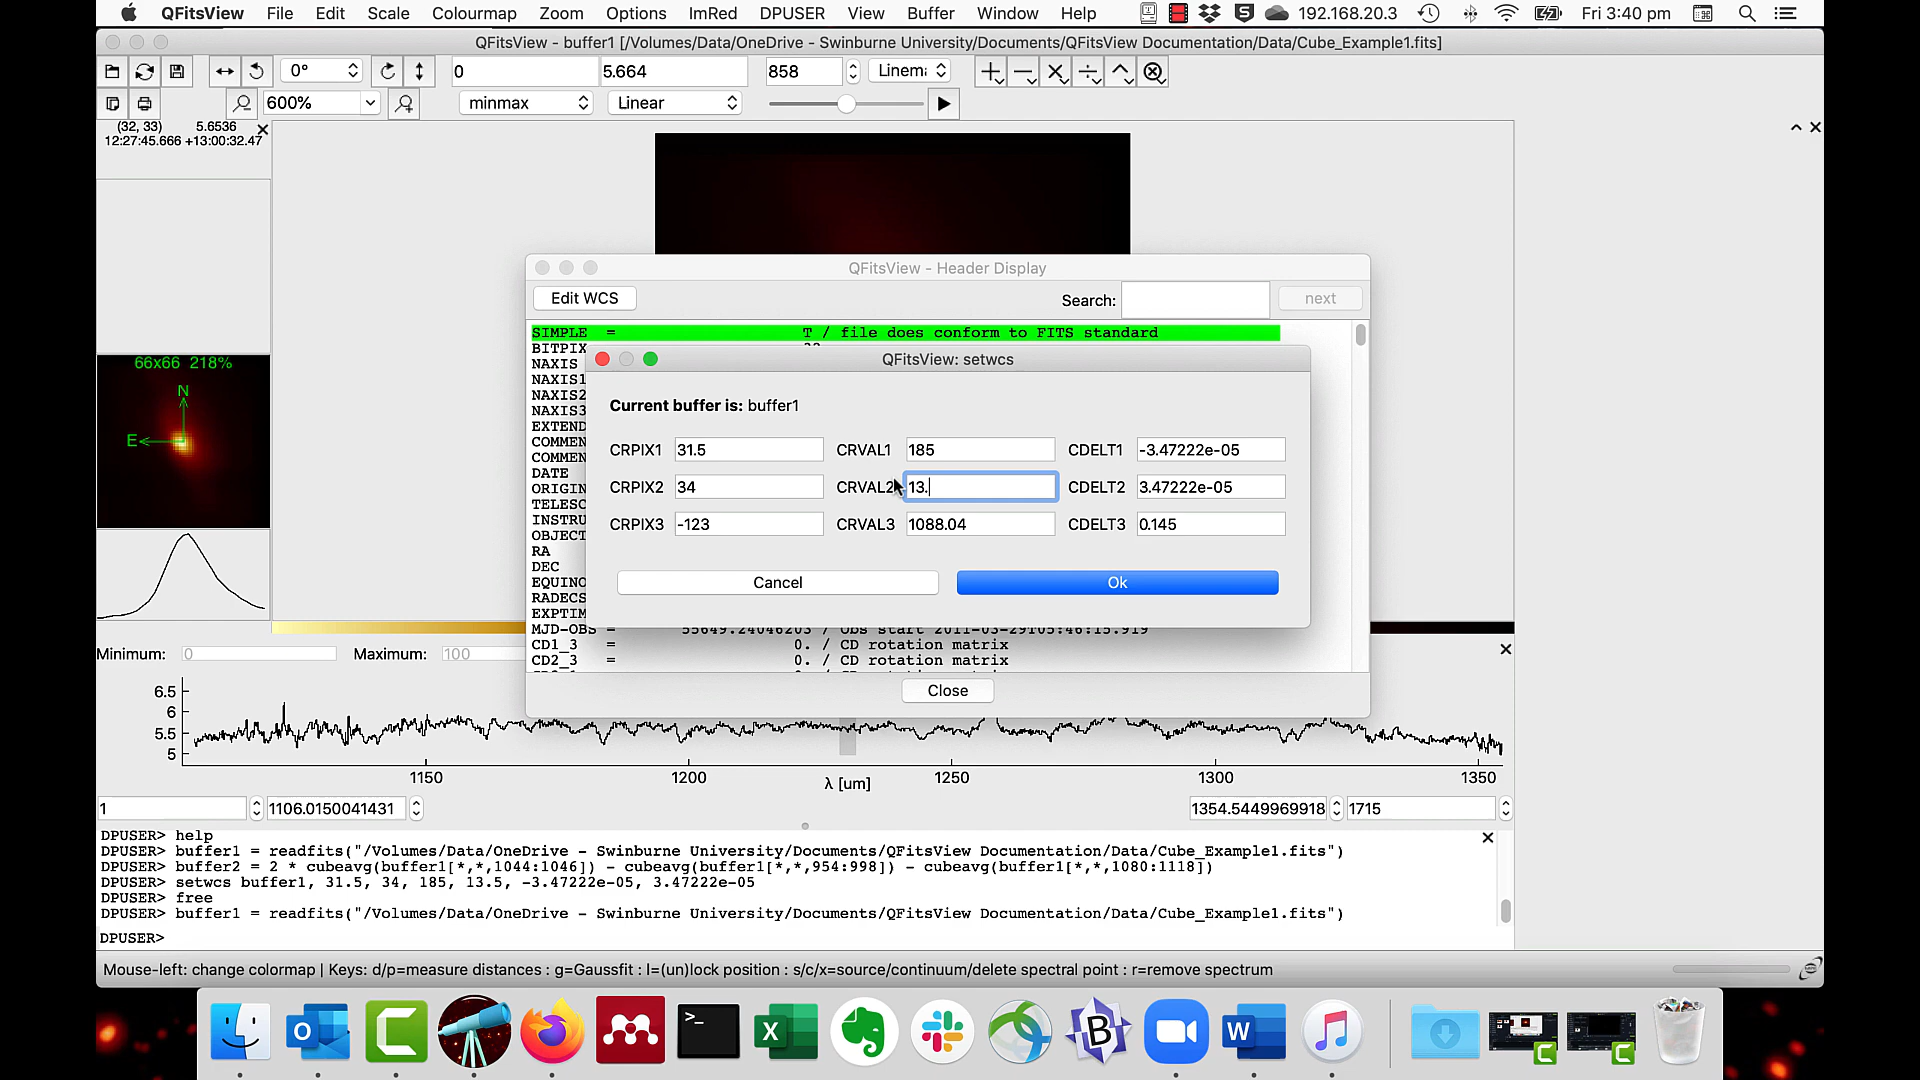 QFitsView File Edit Scale Colourmap Zoom Options ImRed DPUSER View Buffer Window Help 192.168.20.3 Fri 3:40 pm
QFitsView - buffer1 [/Volumes/Data/OneDrive - Swinburne University/Documents/QFitsView Documentation/Data/Cube_Example1.fits]
0° 0 5.664 858 Linema
600% minmax Linear
(32, 33) 5.6536
12:27:45.666 +13:00:32.47
QFitsView - Header Display
Edit WCS Search: next
SIMPLE = T / file does conform to FITS standard
BITPIX
NAXIS
NAXIS1
NAXIS2
NAXIS3
EXTEND
COMMEN
COMMEN
DATE
ORIGIN
TELESC
INSTRU
OBJECT
RA
DEC
EQUINO
RADECS
EXPTIM
MJD-OBS = 55649.24046203 / Obs start 2011-03-29T05:46:15.919
CD1_3 = 0. / CD rotation matrix
CD2_3 = 0. / CD rotation matrix
Close
QFitsView: setwcs
Current buffer is: buffer1
CRPIX1 31.5 CRVAL1 185 CDELT1 -3.47222e-05
CRPIX2 34 CRVAL2 13. CDELT2 3.47222e-05
CRPIX3 -123 CRVAL3 1088.04 CDELT3 0.145
Cancel Ok
66x66 218%
N
E
Minimum: 0 Maximum: 100
6.5
6
5.5
5
1150 1200 1250 1300 1350
λ [um]
1 1106.0150041431 1354.5449969918 1715
DPUSER> help
DPUSER> buffer1 = readfits("/Volumes/Data/OneDrive - Swinburne University/Documents/QFitsView Documentation/Data/Cube_Example1.fits")
DPUSER> buffer2 = 2 * cubeavg(buffer1[*,*,1044:1046]) - cubeavg(buffer1[*,*,954:998]) - cubeavg(buffer1[*,*,1080:1118])
DPUSER> setwcs buffer1, 31.5, 34, 185, 13.5, -3.47222e-05, 3.47222e-05
DPUSER> free
DPUSER> buffer1 = readfits("/Volumes/Data/OneDrive - Swinburne University/Documents/QFitsView Documentation/Data/Cube_Example1.fits")
DPUSER>
Mouse-left: change colormap | Keys: d/p=measure distances : g=Gaussfit : l=(un)lock position : s/c/x=source/continuum/delete spectral point : r=remove spectrum